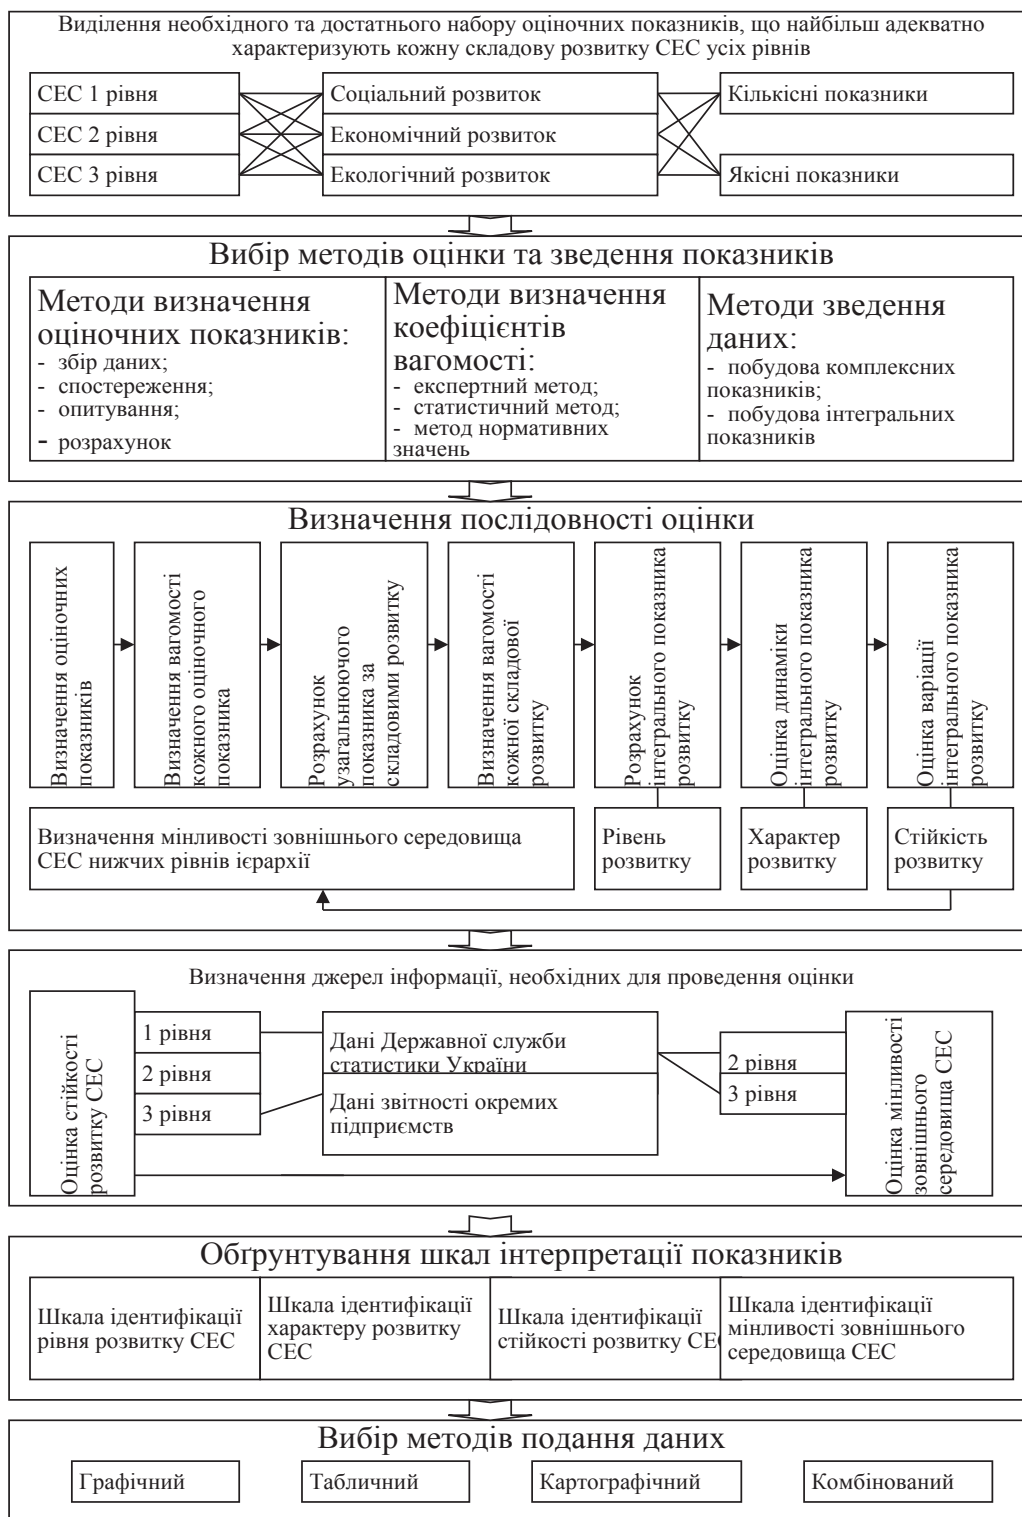 Виділення необхідного та достатнього набору оціночних показників, що найбільш адекватно
характеризують кожну складову розвитку СЕС усіх рівнів
СЕС 1 рівня
Соціальний розвиток
Кількісні показники
СЕС 2 рівня
Економічний розвиток
СЕС 3 рівня
Екологічний розвиток
Якісні показники
Вибір методів оцінки та зведення показників
Методи визначення
оціночних показників:
- збір даних;
- спостереження;
- опитування;
- розрахунок
Методи визначення
коефіцієнтів
вагомості:
- експертний метод;
- статистичний метод;
- метод нормативних
значень
Методи зведення
даних:
- побудова комплексних
показників;
- побудова інтегральних
показників
Визначення послідовності оцінки
Визначення оціночних
показників
Визначення вагомості
кожного оціночного
показника
Розрахунок
узагальнюючого
показника за
складовими розвитку
Визначення вагомості
кожної складової
розвитку
Розрахунок
інтегрального показника
розвитку
Оцінка динаміки
інтегрального показника
розвитку
Оцінка варіації
інтегрального показника
розвитку
Визначення мінливості зовнішнього середовища
СЕС нижчих рівнів ієрархії
Рівень
розвитку
Характер
розвитку
Стійкість
розвитку
Визначення джерел інформації, необхідних для проведення оцінки
Оцінка стійкості
розвитку СЕС
1 рівня
2 рівня
3 рівня
Дані Державної служби
статистики України
Дані звітності окремих
підприємств
2 рівня
3 рівня
Оцінка мінливості
зовнішнього
середовища СЕС
Обґрунтування шкал інтерпретації показників
Шкала ідентифікації
рівня розвитку СЕС
Шкала ідентифікації
характеру розвитку
СЕС
Шкала ідентифікації
стійкості розвитку СЕС
Шкала ідентифікації
мінливості зовнішнього
середовища СЕС
Вибір методів подання даних
Графічний
Табличний
Картографічний
Комбінований